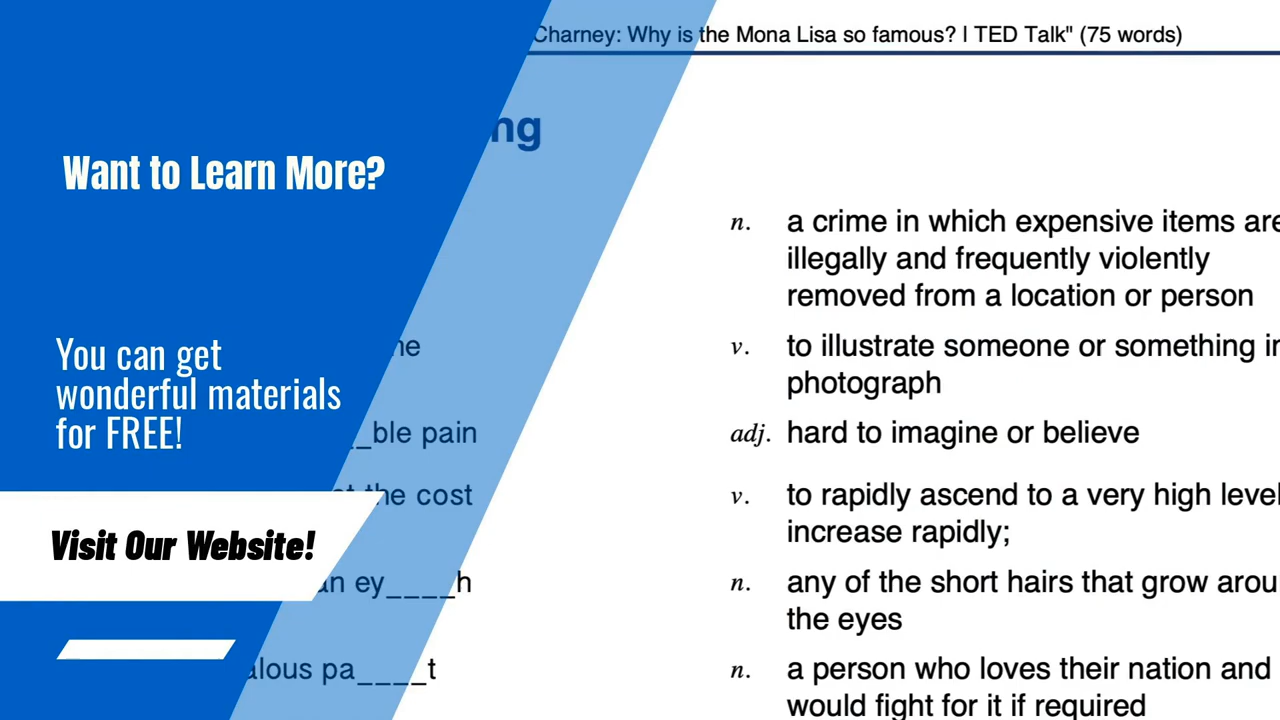 Charney: Why is the Mona Lisa so famous? | TED Talk" (75 words)
ng
Want to Learn More?
You can get
wonderful materials
for FREE!
Visit Our Website!
he
_ble pain
the cost
an ey____h
alous pa____t
n. a crime in which expensive items are
illegally and frequently violently
removed from a location or person
v. to illustrate someone or something in
photograph
adj. hard to imagine or believe
v. to rapidly ascend to a very high level
increase rapidly;
n. any of the short hairs that grow arou
the eyes
n. a person who loves their nation and
would fight for it if required